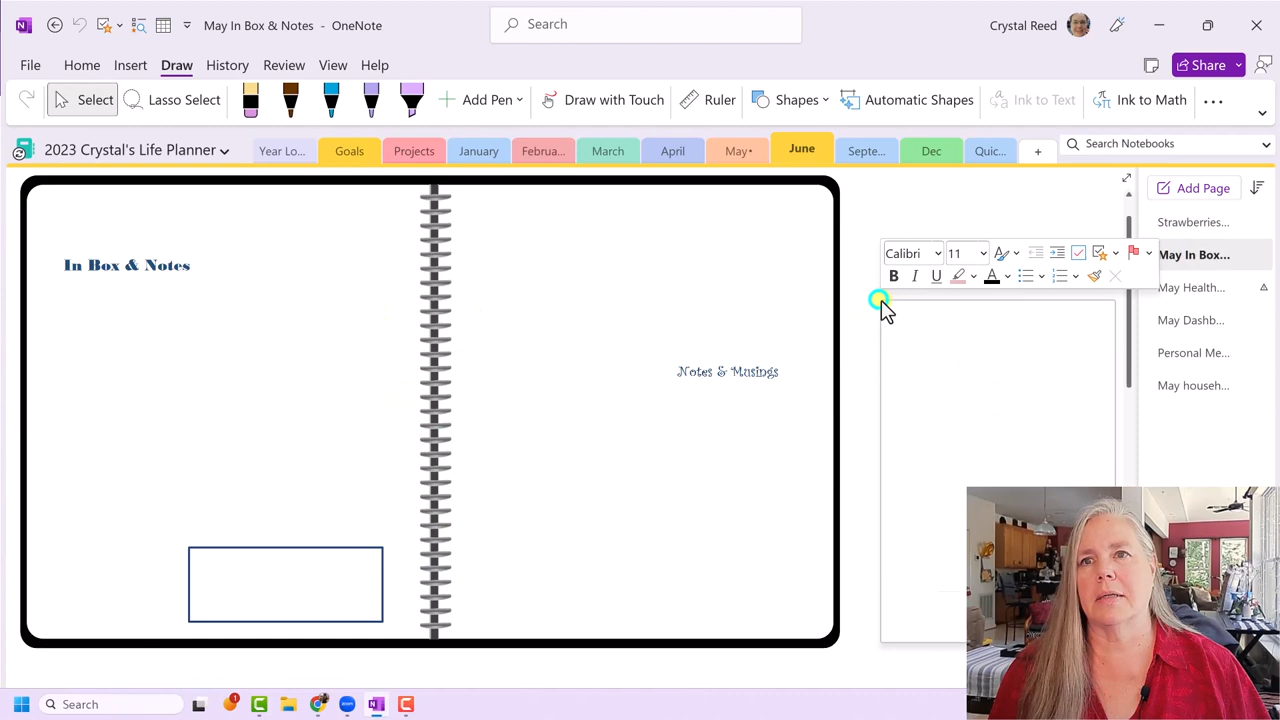 May In Box & Notes - OneNote
Search
Crystal Reed
File
Home
Insert
Draw
History
Review
View
Help
Share
Select
Lasso Select
Add Pen
Draw with Touch
Ruler
Shapes
Automatic Shapes
Ink to Text
Ink to Math
2023 Crystal's Life Planner
Year Lo...
Goals
Projects
January
Februa...
March
April
May
June
Septe...
Dec
Quic...
+
Search Notebooks
Add Page
Strawberries...
May In Box...
May Health...
May Dashb...
Personal Me...
May househ...
Calibri
11
B I U A
In Box & Notes
Notes & Musings
Search
1